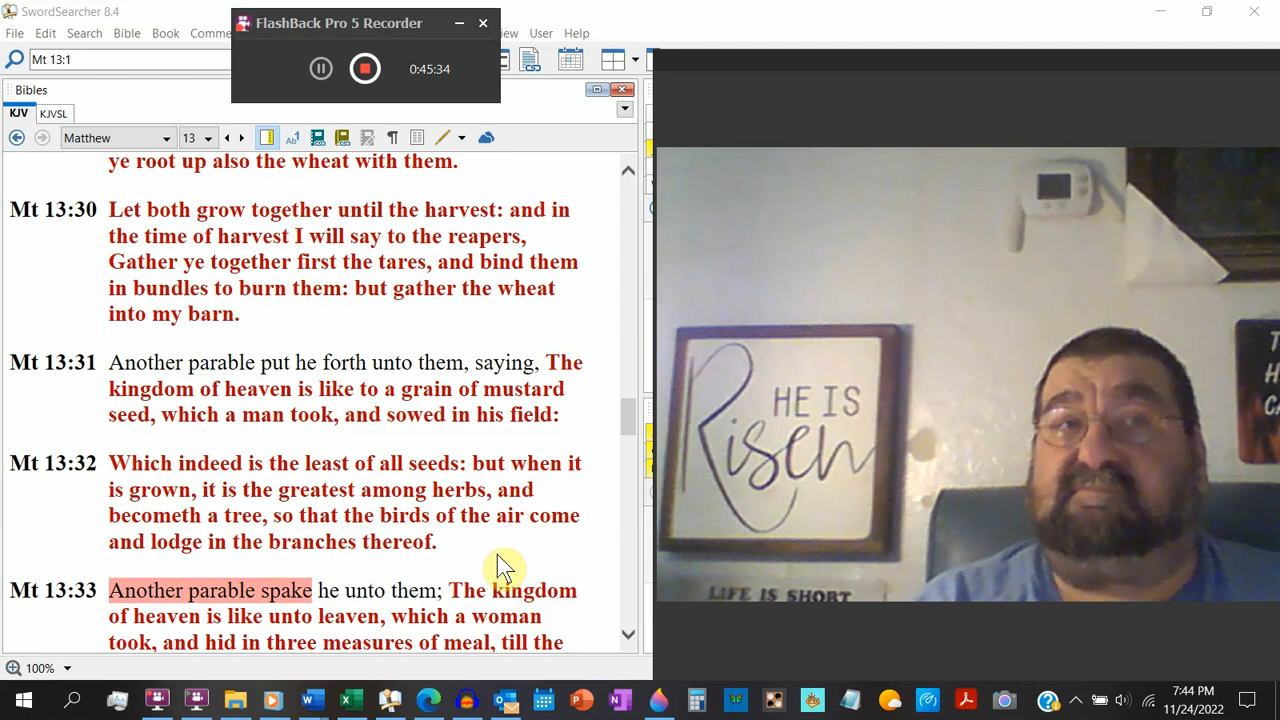 SwordSearcher 8.4
File Edit Search Bible Book Comme
iew User Help
FlashBack Pro 5 Recorder
0:45:34
Mt 13:1
Bibles
KJV KJVSL
Matthew 13
ye root up also the wheat with them.
Mt 13:30 Let both grow together until the harvest: and in
the time of harvest I will say to the reapers,
Gather ye together first the tares, and bind them
in bundles to burn them: but gather the wheat
into my barn.
Mt 13:31 Another parable put he forth unto them, saying, The
kingdom of heaven is like to a grain of mustard
seed, which a man took, and sowed in his field:
Mt 13:32 Which indeed is the least of all seeds: but when it
is grown, it is the greatest among herbs, and
becometh a tree, so that the birds of the air come
and lodge in the branches thereof.
Mt 13:33 Another parable spake he unto them; The kingdom
of heaven is like unto leaven, which a woman
took, and hid in three measures of meal, till the
100%
HE IS
Risen
LIFE IS SHORT
7:44 PM
11/24/2022